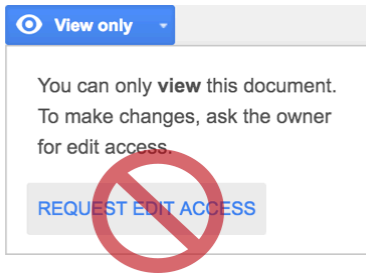 View only
You can only view this document.
To make changes, ask the owner
for edit access.
REQUEST EDIT ACCESS